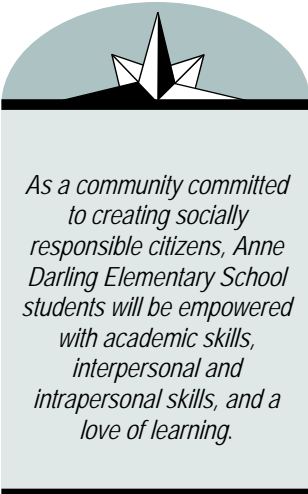 As a community committed
to creating socially
responsible citizens, Anne
Darling Elementary School
students will be empowered
with academic skills,
interpersonal and
intrapersonal skills, and a
love of learning.